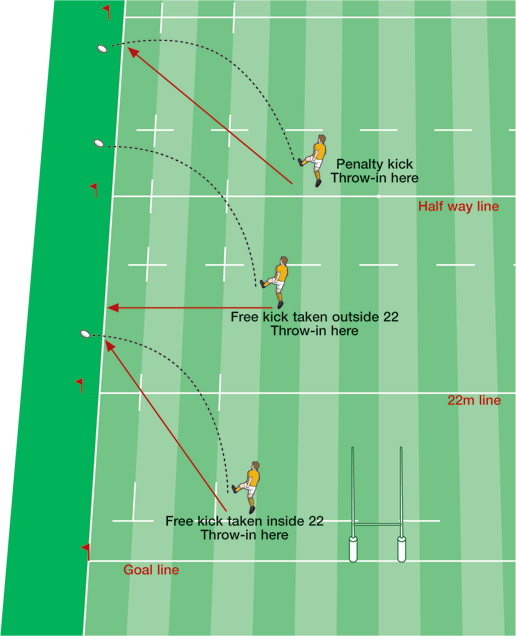 Penalty kick
Throw-in here
Half way line
Free kick taken outside 22
Throw-in here
22m line
Free kick taken inside 22
Throw-in here
Goal line